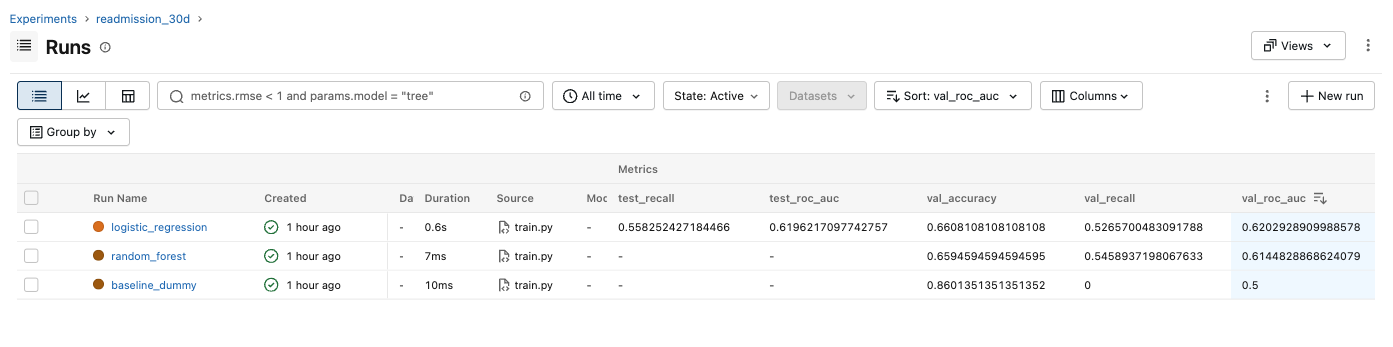 Experiments > readmission_30d >
Runs
Views
metrics.rmse < 1 and params.model = "tree"
All time
State: Active
Datasets
Sort: val_roc_auc
Columns
New run
Group by
Metrics
Run Name Created Da Duration Source Moc test_recall test_roc_auc val_accuracy val_recall val_roc_auc
logistic_regression 1 hour ago - 0.6s train.py - 0.558252427184466 0.6196217097742757 0.6608108108108108 0.5265700483091788 0.6202928909988578
random_forest 1 hour ago - 7ms train.py - - - 0.6594594594594595 0.5458937198067633 0.6144828868624079
baseline_dummy 1 hour ago - 10ms train.py - - - 0.8601351351351352 0 0.5